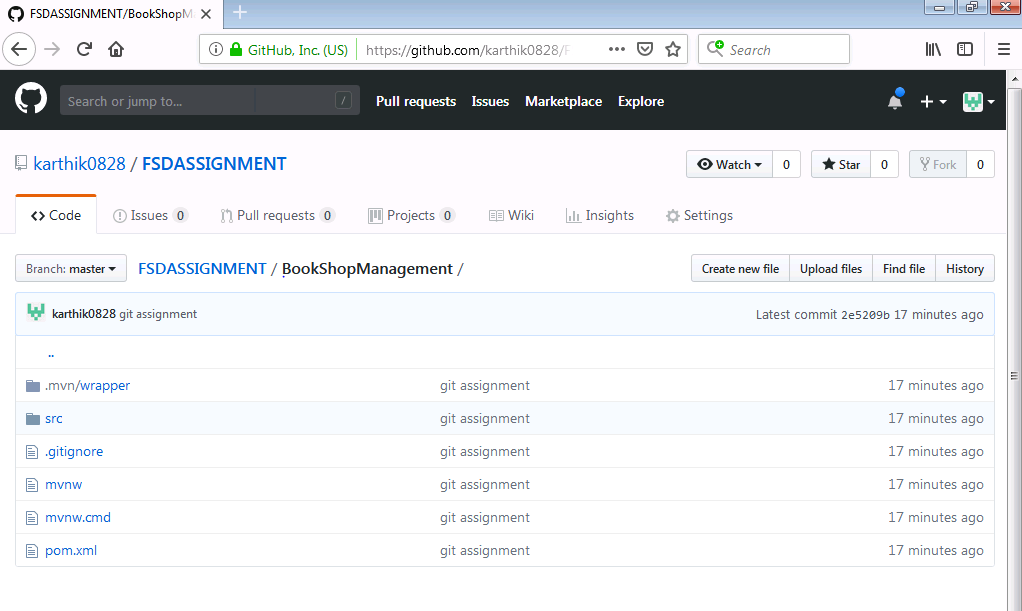 FSDASSIGNMENT/BookShopM
GitHub, Inc. (US) https://github.com/karthik0828/F Search
Search or jump to... / Pull requests Issues Marketplace Explore
karthik0828 / FSDASSIGNMENT Watch 0 Star 0 Fork 0
Code Issues 0 Pull requests 0 Projects 0 Wiki Insights Settings
Branch: master FSDASSIGNMENT / BookShopManagement / Create new file Upload files Find file History
karthik0828 git assignment Latest commit 2e5209b 17 minutes ago
..
.mvn/wrapper git assignment 17 minutes ago
src git assignment 17 minutes ago
.gitignore git assignment 17 minutes ago
mvnw git assignment 17 minutes ago
mvnw.cmd git assignment 17 minutes ago
pom.xml git assignment 17 minutes ago